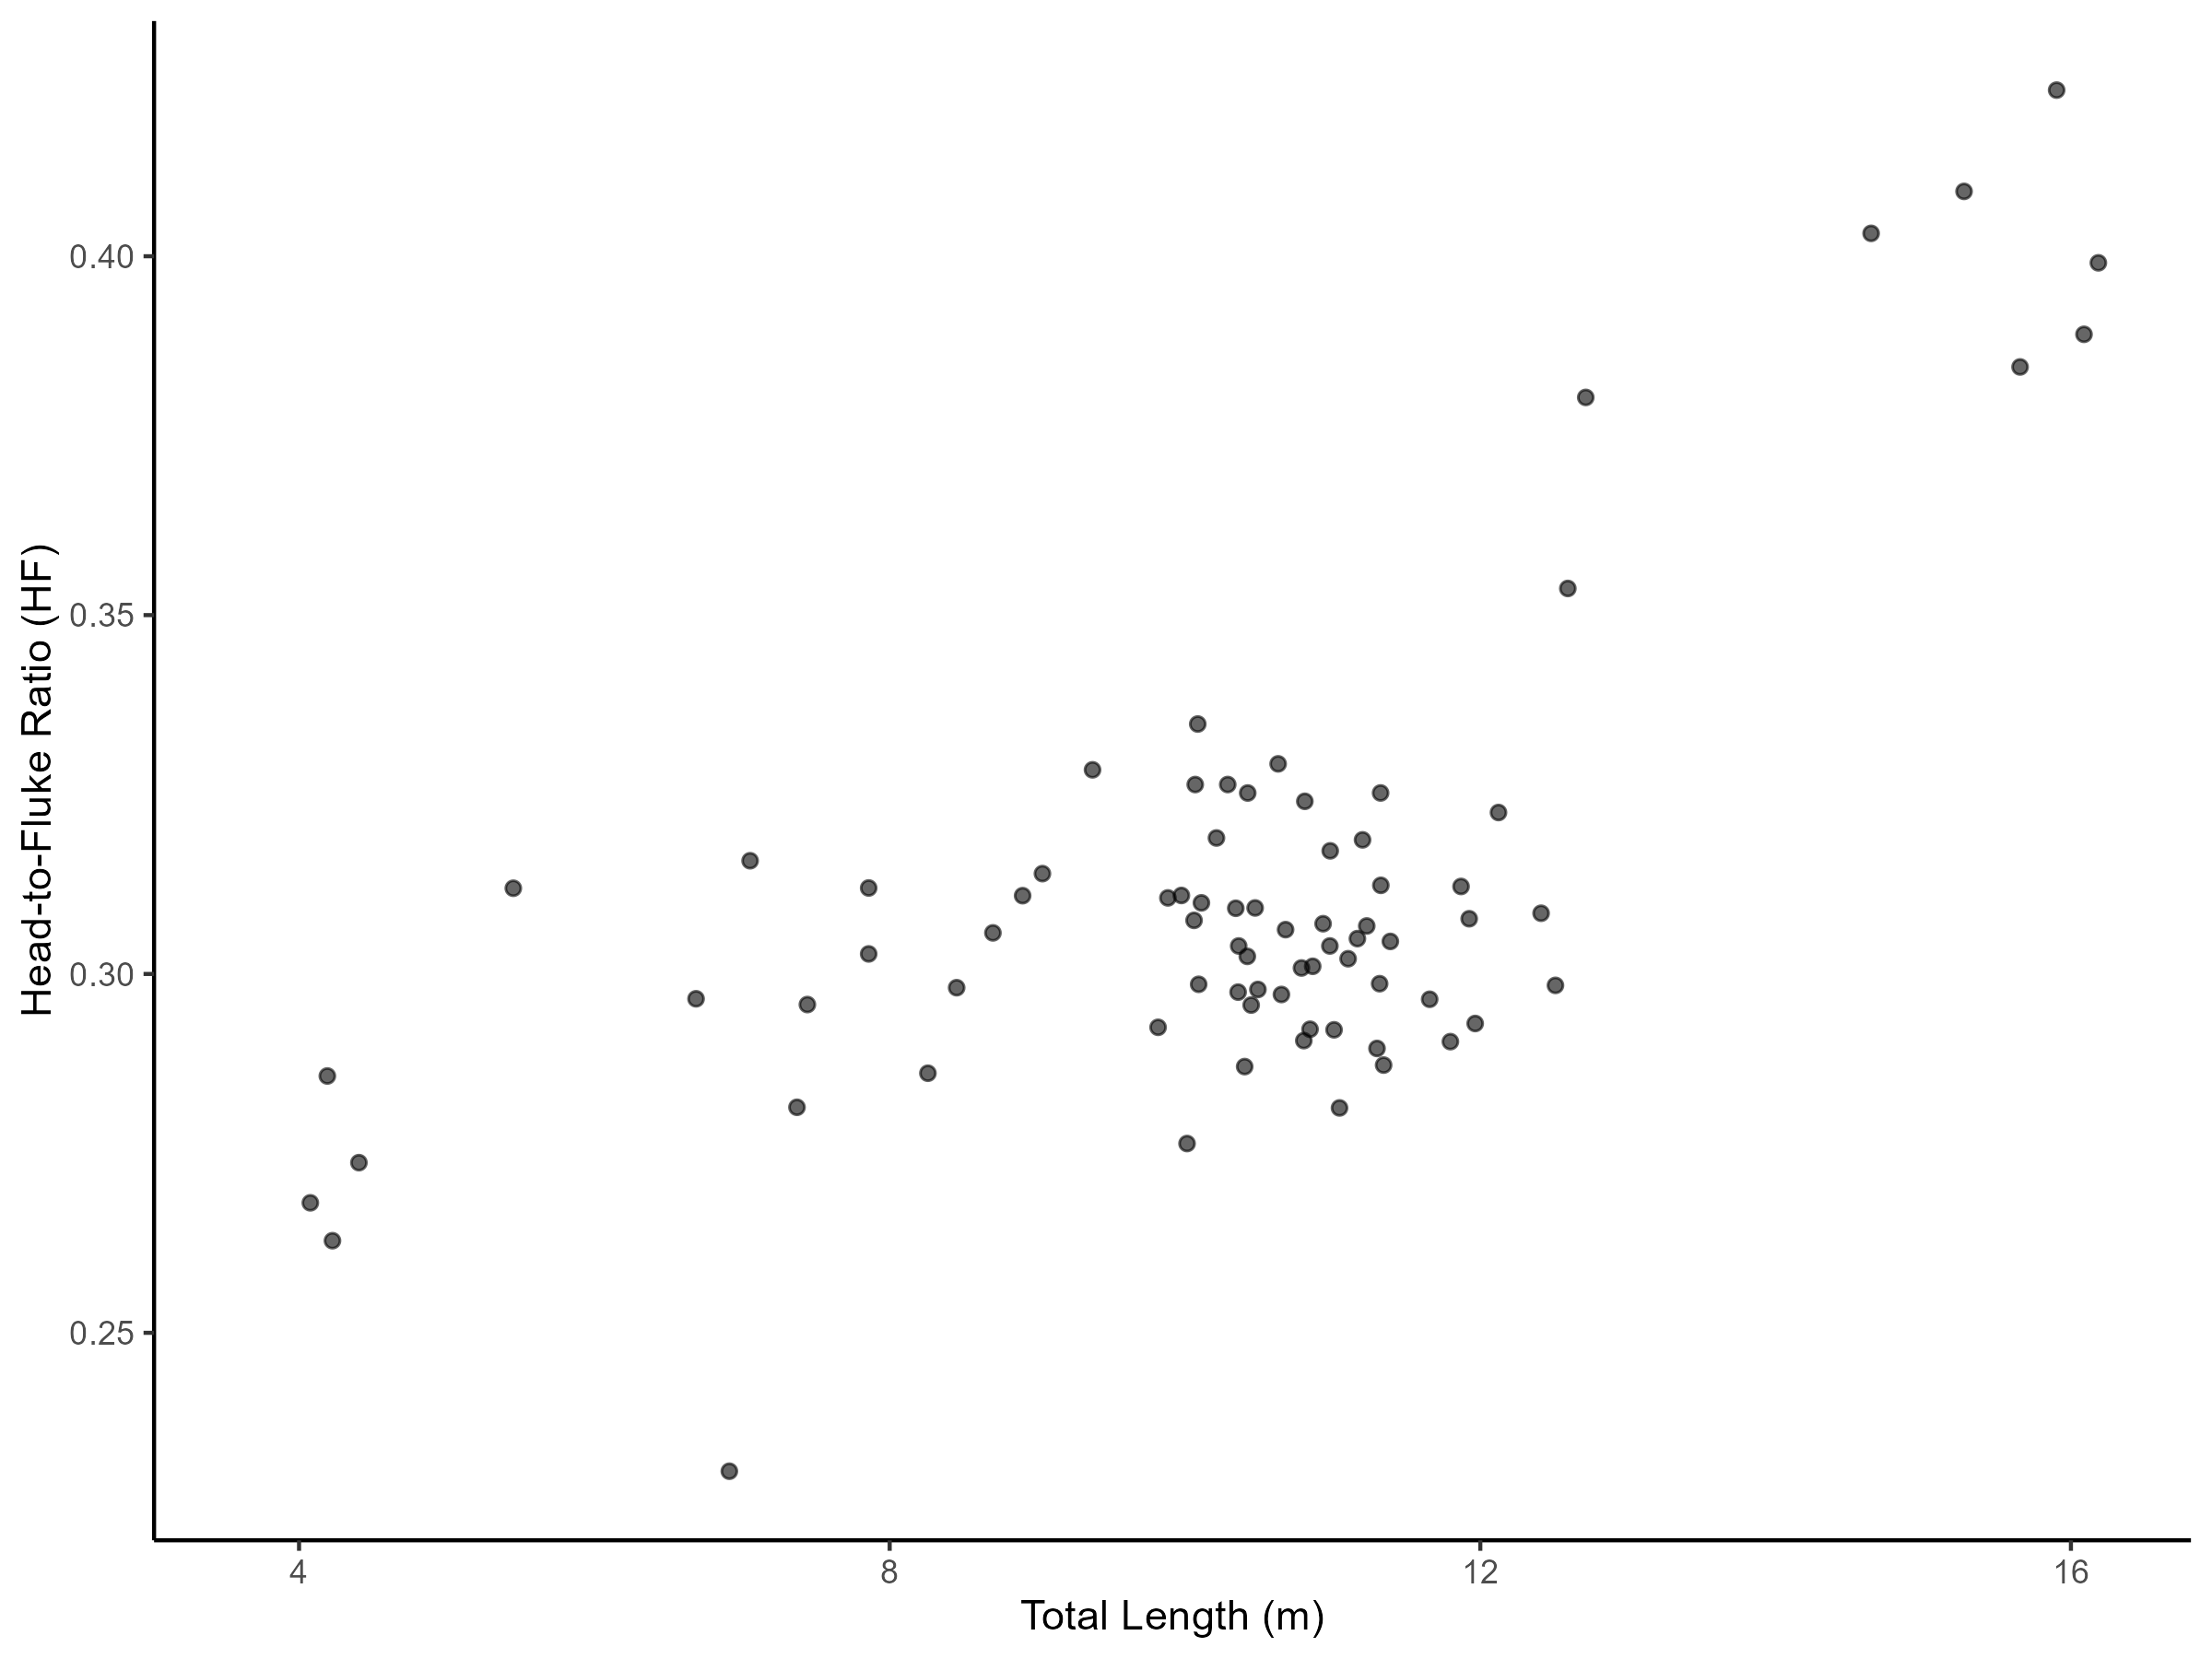 Head-to-Fluke Ratio (HF)
0.40
0.35
0.30
0.25
4 8 12 16
Total Length (m)